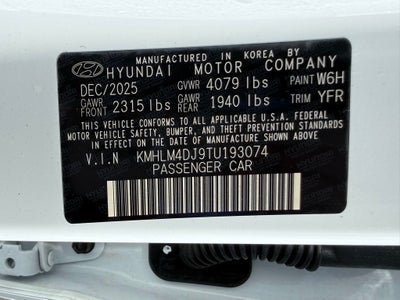 MANUFACTURED IN KOREA BY
HYUNDAI MOTOR COMPANY
DEC/2025 GVWR 4079 lbs PAINT W6H
GAWR FRONT 2315 lbs GAWR REAR 1940 lbs TRIM YFR
THIS VEHICLE CONFORMS TO ALL APPLICABLE U.S.A. FEDERAL
MOTOR VEHICLE SAFETY, BUMPER, AND THEFT PREVENTION
STANDARDS IN EFFECT ON THE DATE OF MANUFACTURE SHOWN ABOVE.
V.I.N KMHLM4DJ9TU193074
PASSENGER CAR